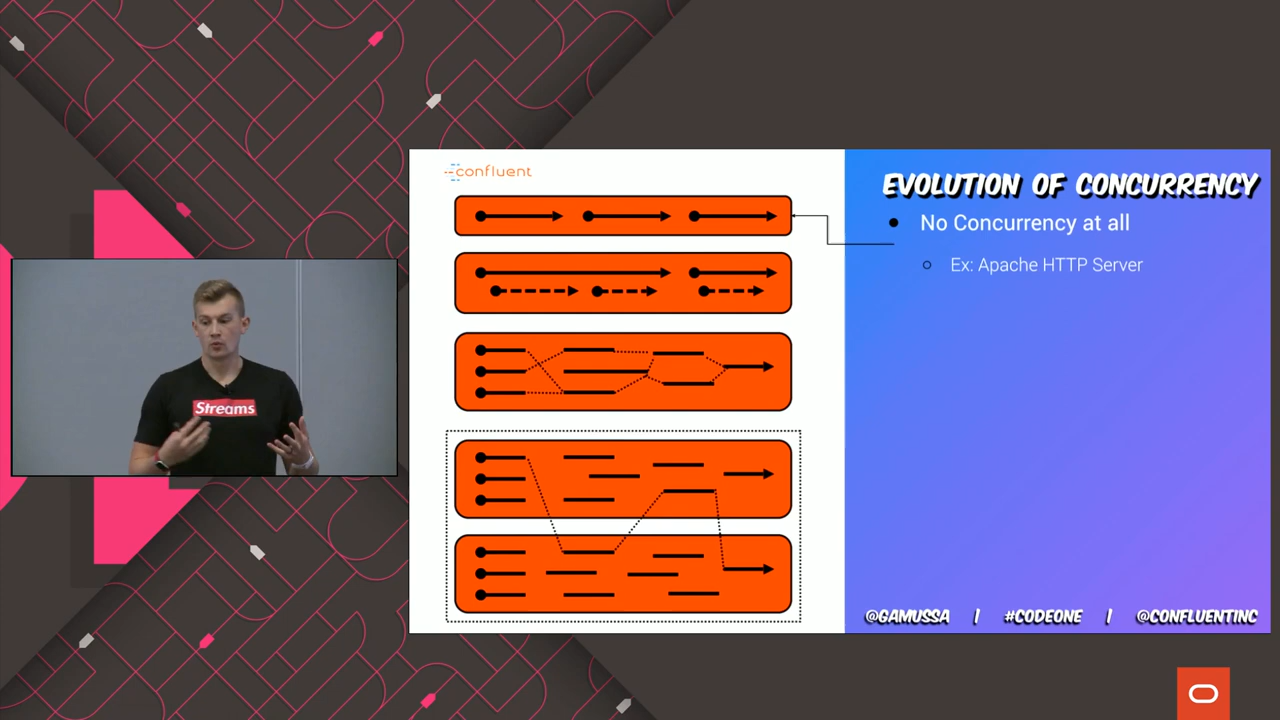 confluent
EVOLUTION OF CONCURRENCY
No Concurrency at all
Ex: Apache HTTP Server
Streams
@GAMUSSA | #CODEONE | @CONFLUENTINC